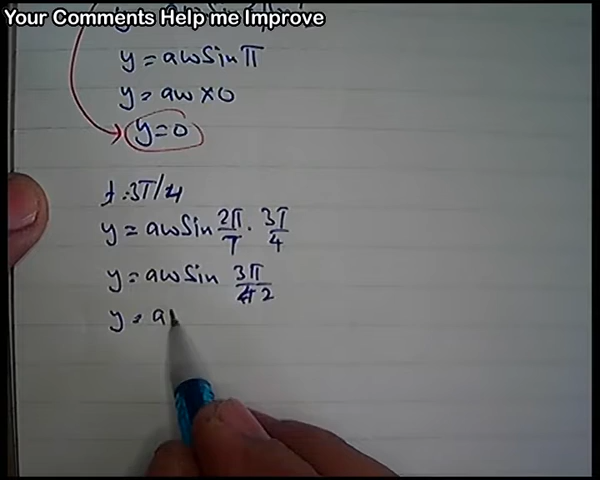 Your Comments Help me Improve
y = aω Sin π
y = aω × 0
y = 0
t = 3T/4
y = aω Sin 2π/T · 3T/4
y = aω Sin 3π/2
y = a